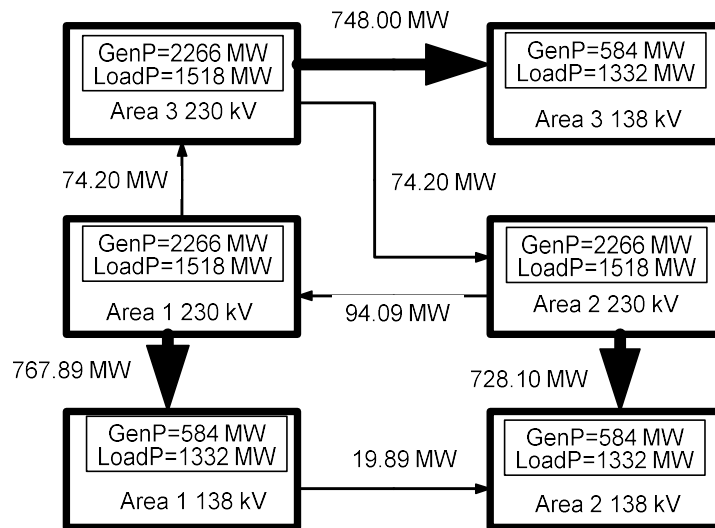 748.00 MW
GenP=2266 MW
LoadP=1518 MW
Area 3 230 kV
GenP=584 MW
LoadP=1332 MW
Area 3 138 kV
74.20 MW
74.20 MW
GenP=2266 MW
LoadP=1518 MW
Area 1 230 kV
GenP=2266 MW
LoadP=1518 MW
Area 2 230 kV
94.09 MW
767.89 MW
728.10 MW
GenP=584 MW
LoadP=1332 MW
Area 1 138 kV
19.89 MW
GenP=584 MW
LoadP=1332 MW
Area 2 138 kV